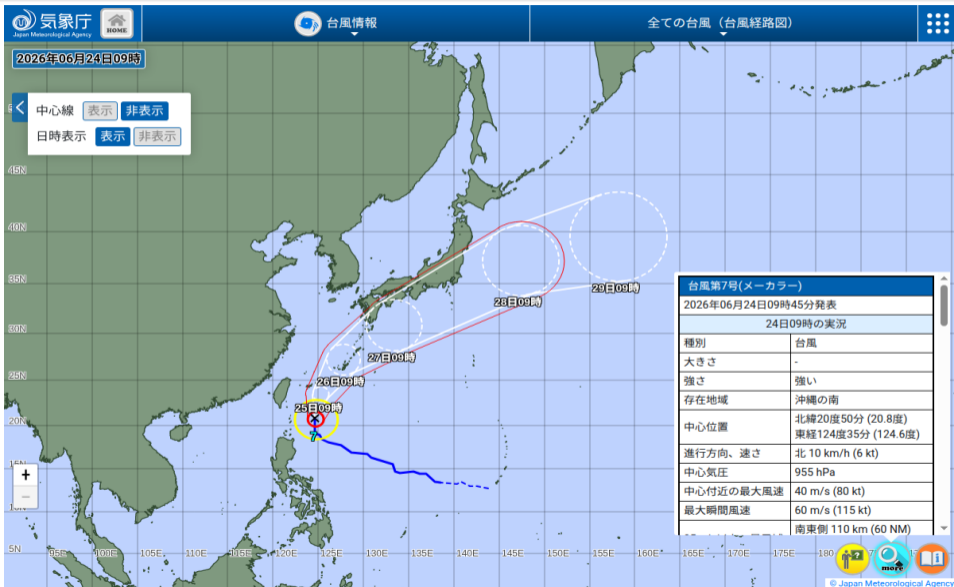 気象庁
Japan Meteorological Agency
HOME
台風情報
全ての台風（台風経路図）
2026年06月24日09時
中心線 表示 非表示
日時表示 表示 非表示
45N
40N
35N
30N
25N
20N
15N
5N
95E 100E 105E 110E 115E 120E 125E 130E 135E 140E 145E 150E 155E 160E 165E 170E 175E 180
29日09時
28日09時
27日09時
26日09時
25日09時
7
+
−
台風第7号(メーカラー)
2026年06月24日09時45分発表
24日09時の実況
種別 台風
大きさ -
強さ 強い
存在地域 沖縄の南
中心位置 北緯20度50分 (20.8度)
東経124度35分 (124.6度)
進行方向、速さ 北 10 km/h (6 kt)
中心気圧 955 hPa
中心付近の最大風速 40 m/s (80 kt)
最大瞬間風速 60 m/s (115 kt)
南東側 110 km (60 NM)
more
© Japan Meteorological Agency